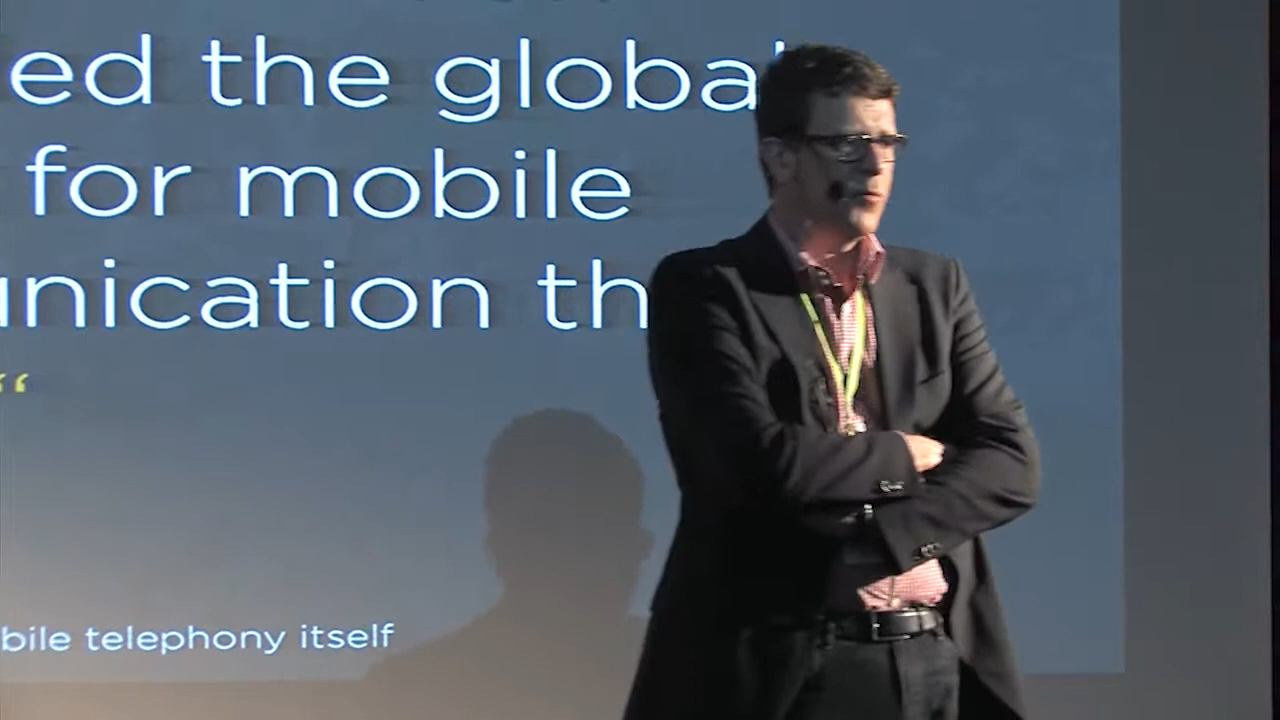 ed the global
for mobile
unication th
“
bile telephony itself